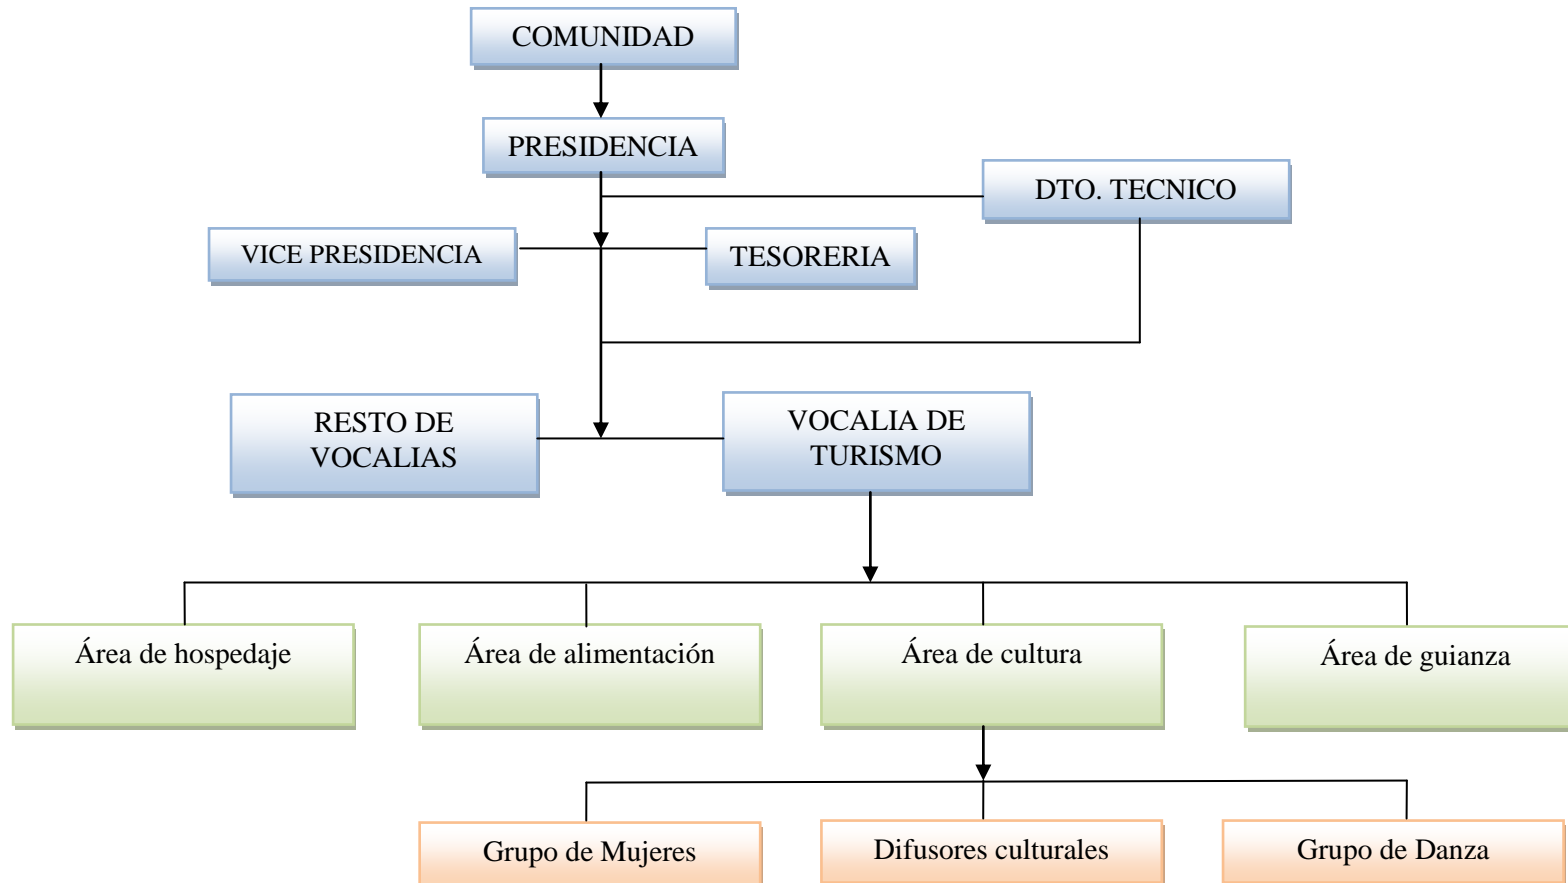 COMUNIDAD
PRESIDENCIA
DTO. TECNICO
VICE PRESIDENCIA
TESORERIA
RESTO DE
VOCALIAS
VOCALIA DE
TURISMO
Área de hospedaje
Área de alimentación
Área de cultura
Área de guianza
Grupo de Mujeres
Difusores culturales
Grupo de Danza